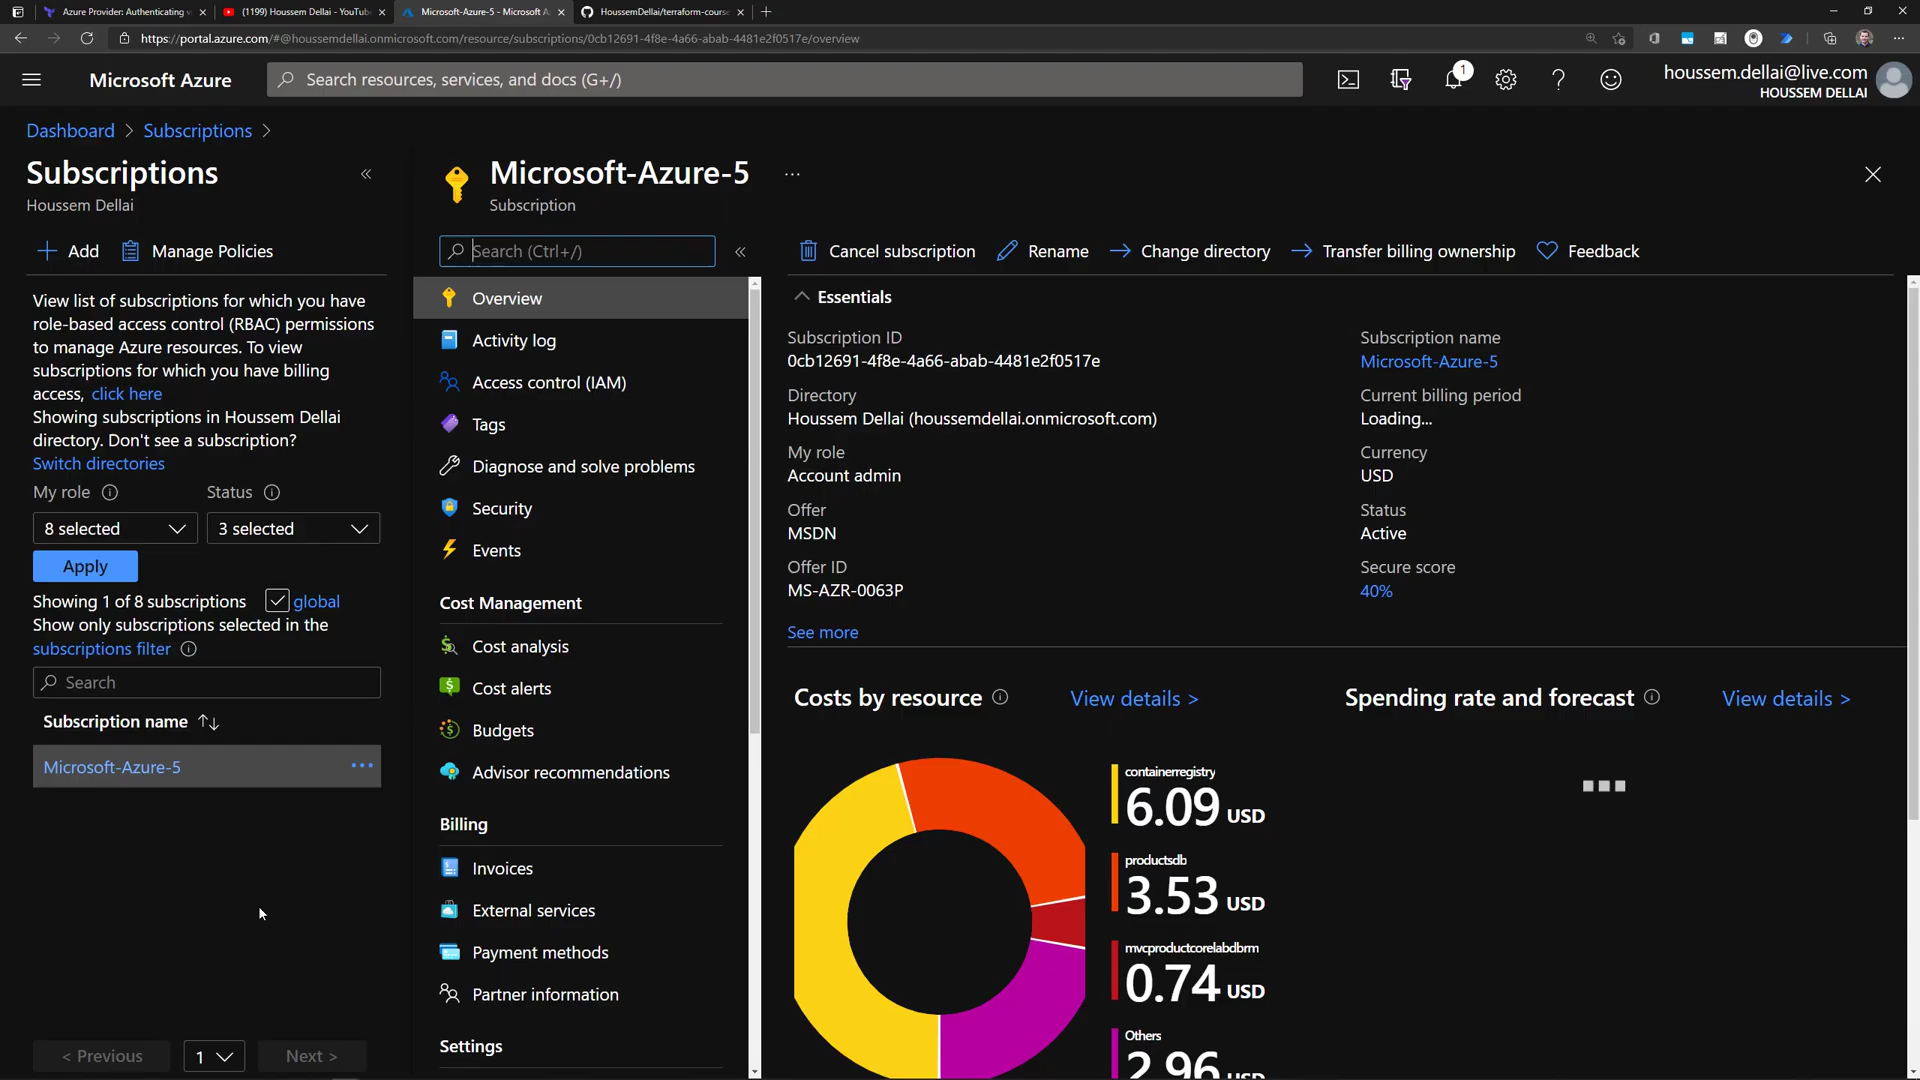 Azure Provider: Authenticating v
(1199) Houssem Dellai - YouTub
Microsoft-Azure-5 - Microsoft A
HoussemDellai/terraform-course
https://portal.azure.com/#@houssemdellai.onmicrosoft.com/resource/subscriptions/0cb12691-4f8e-4a66-abab-4481e2f0517e/overview
Microsoft Azure
Search resources, services, and docs (G+/)
1
houssem.dellai@live.com
HOUSSEM DELLAI
Dashboard > Subscriptions >
Subscriptions
Houssem Dellai
Add
Manage Policies
View list of subscriptions for which you have
role-based access control (RBAC) permissions
to manage Azure resources. To view
subscriptions for which you have billing
access, click here
Showing subscriptions in Houssem Dellai
directory. Don't see a subscription?
Switch directories
My role
Status
8 selected
3 selected
Apply
Showing 1 of 8 subscriptions
global
Show only subscriptions selected in the
subscriptions filter
Search
Subscription name
Microsoft-Azure-5
< Previous
1
Next >
Microsoft-Azure-5
Subscription
Search (Ctrl+/)
Overview
Activity log
Access control (IAM)
Tags
Diagnose and solve problems
Security
Events
Cost Management
Cost analysis
Cost alerts
Budgets
Advisor recommendations
Billing
Invoices
External services
Payment methods
Partner information
Settings
Cancel subscription
Rename
Change directory
Transfer billing ownership
Feedback
Essentials
Subscription ID
0cb12691-4f8e-4a66-abab-4481e2f0517e
Directory
Houssem Dellai (houssemdellai.onmicrosoft.com)
My role
Account admin
Offer
MSDN
Offer ID
MS-AZR-0063P
See more
Subscription name
Microsoft-Azure-5
Current billing period
Loading...
Currency
USD
Status
Active
Secure score
40%
Costs by resource
View details >
containerregistry
6.09 USD
productsdb
3.53 USD
mvcproductcorelabdbrm
0.74 USD
Others
2.96 USD
Spending rate and forecast
View details >